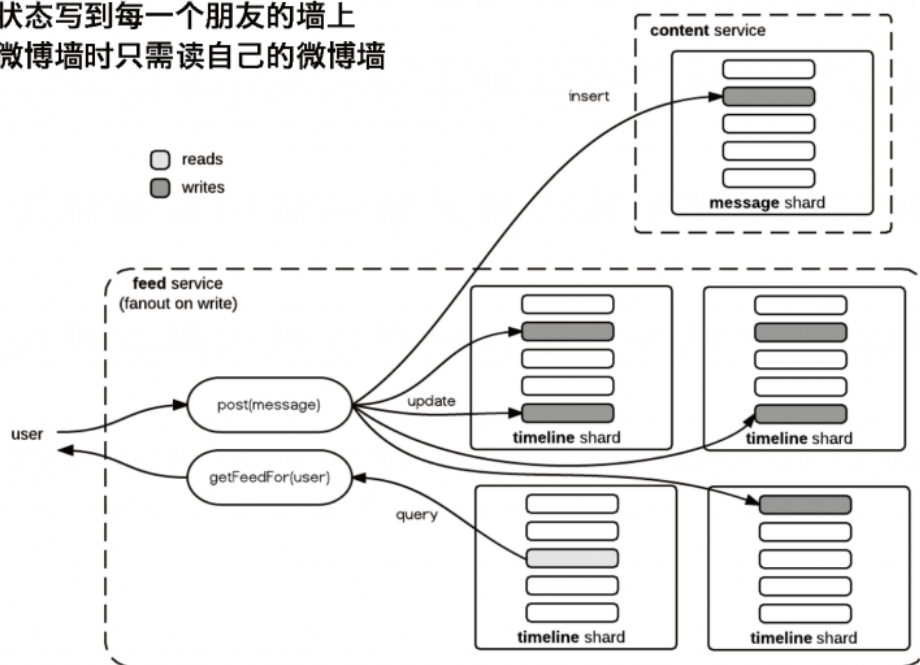 状态写到每一个朋友的墙上
微博墙时只需读自己的微博墙
content service
insert
reads
writes
message shard
feed service
(fanout on write)
post(message)
update
timeline shard
timeline shard
user
getFeedFor(user)
query
timeline shard
timeline shard